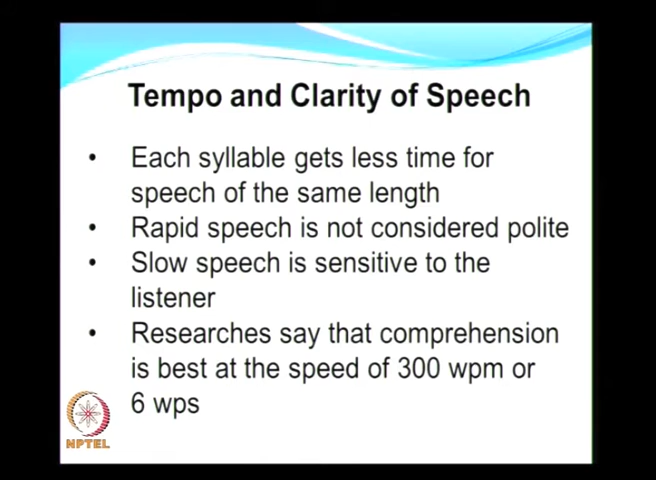 Tempo and Clarity of Speech
• Each syllable gets less time for
speech of the same length
• Rapid speech is not considered polite
• Slow speech is sensitive to the
listener
• Researches say that comprehension
is best at the speed of 300 wpm or
6 wps
NPTEL